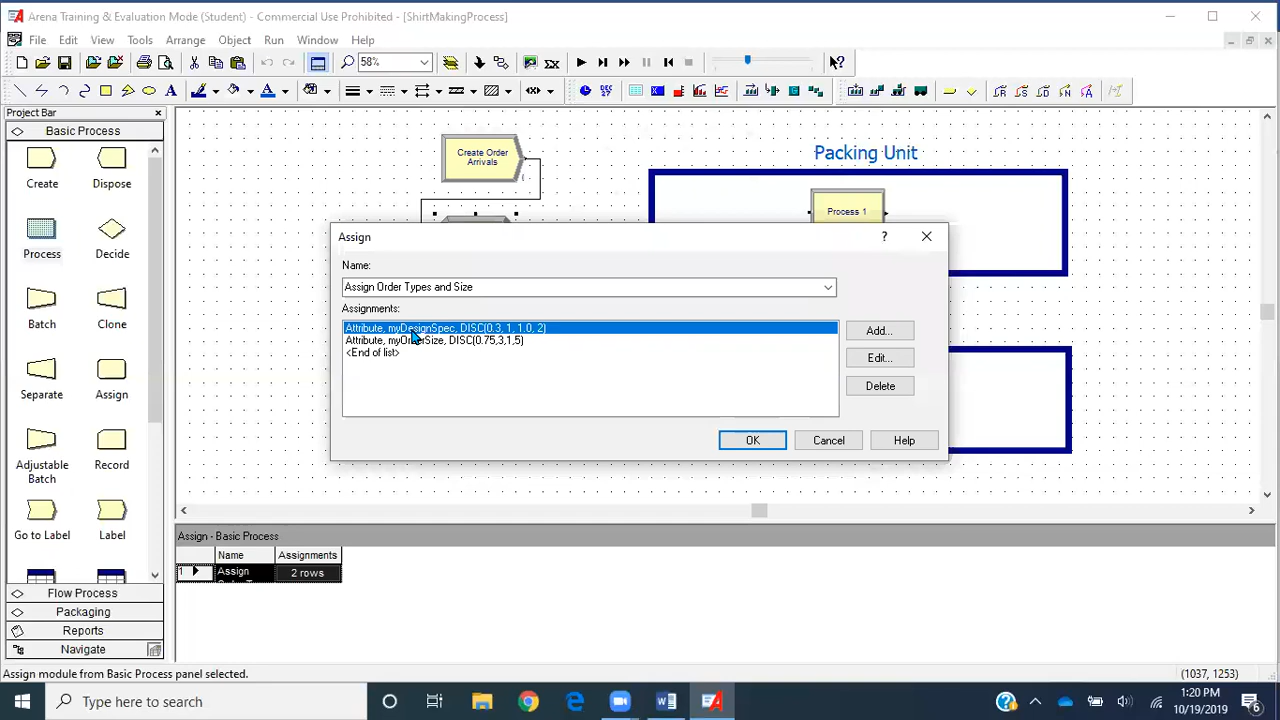 Arena Training & Evaluation Mode (Student) - Commercial Use Prohibited - [ShirtMakingProcess]
File Edit View Tools Arrange Object Run Window Help
58%
Project Bar
Basic Process
Create Dispose
Process Decide
Batch Clone
Separate Assign
Adjustable Batch Record
Go to Label Label
Flow Process
Packaging
Reports
Navigate
Create Order
Arrivals
Packing Unit
Process 1
Assign
Name:
Assign Order Types and Size
Assignments:
Attribute, myDesignSpec, DISC(0.3, 1, 1.0, 2)
Attribute, myOrderSize, DISC(0.75,3,1,5)
<End of list>
Add...
Edit...
Delete
OK Cancel Help
Assign - Basic Process
Name Assignments
1 Assign 2 rows
Assign module from Basic Process panel selected. (1037, 1253)
Type here to search
1:20 PM
10/19/2019
6